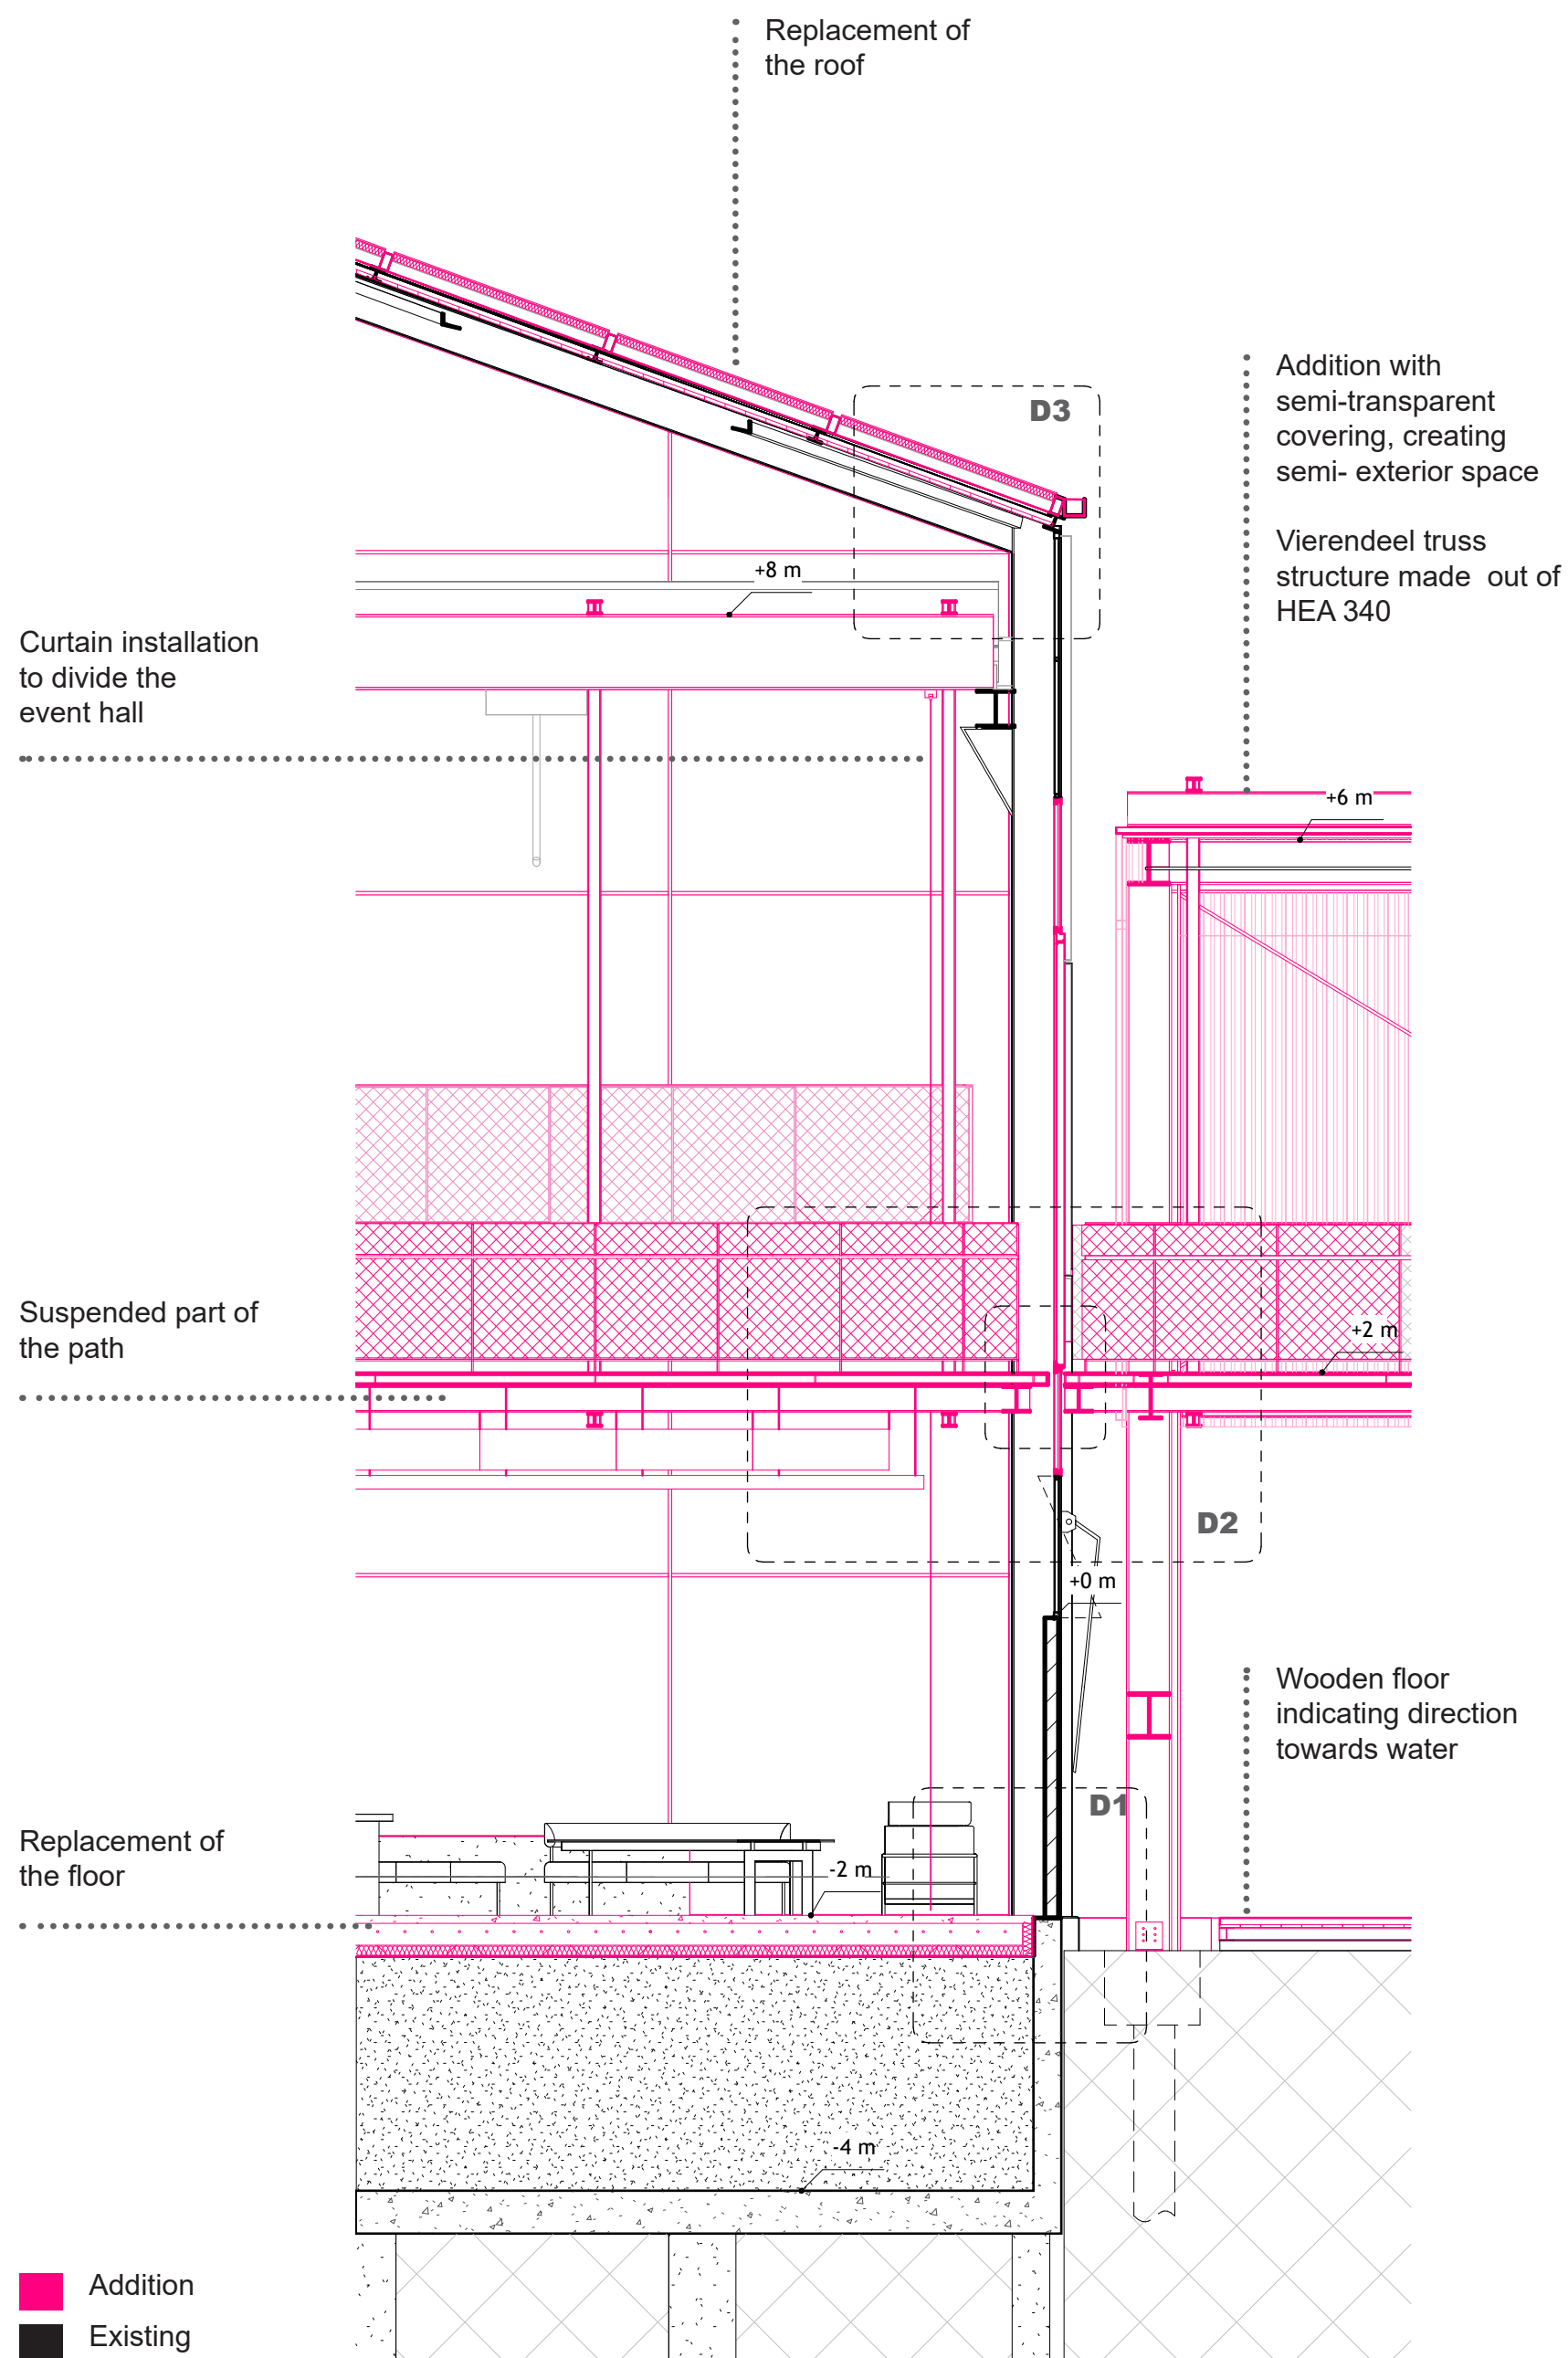 Replacement of
the roof
D3
Addition with
semi-transparent
covering, creating
semi- exterior space
Vierendeel truss
structure made  out of
HEA 340
+8 m
Curtain installation
to divide the
event hall
+6 m
Suspended part of
the path
+2 m
D2
+0 m
Wooden floor
indicating direction
towards water
D1
Replacement of
the floor
-2 m
-4 m
Addition
Existing